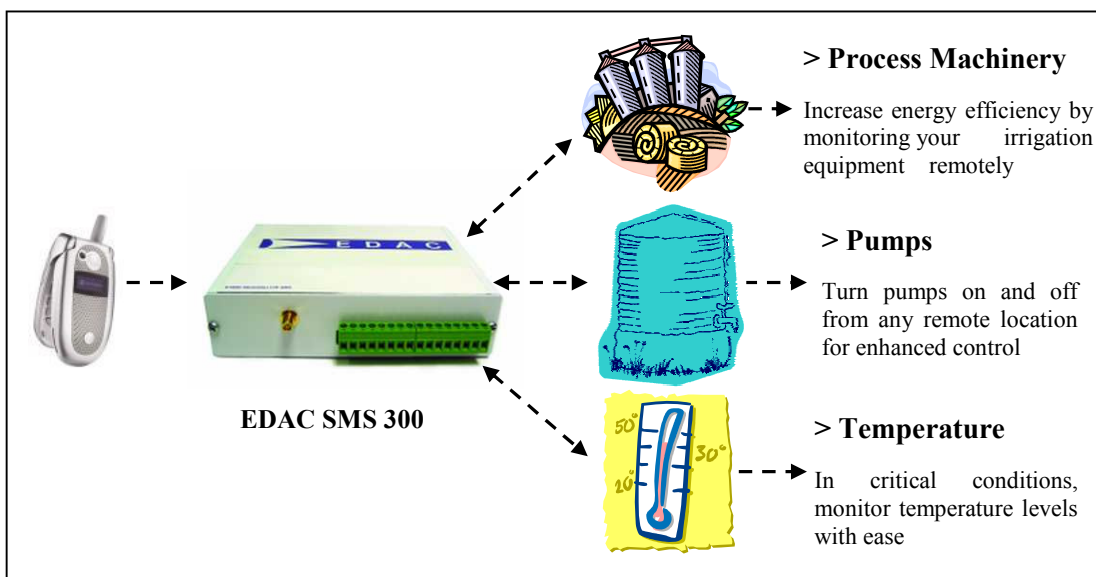 > Process Machinery
Increase energy efficiency by
monitoring your irrigation
equipment remotely
EDAC
> Pumps
Turn pumps on and off
from any remote location
for enhanced control
EDAC SMS 300
50°
30°
20°
> Temperature
In critical conditions,
monitor temperature levels
with ease